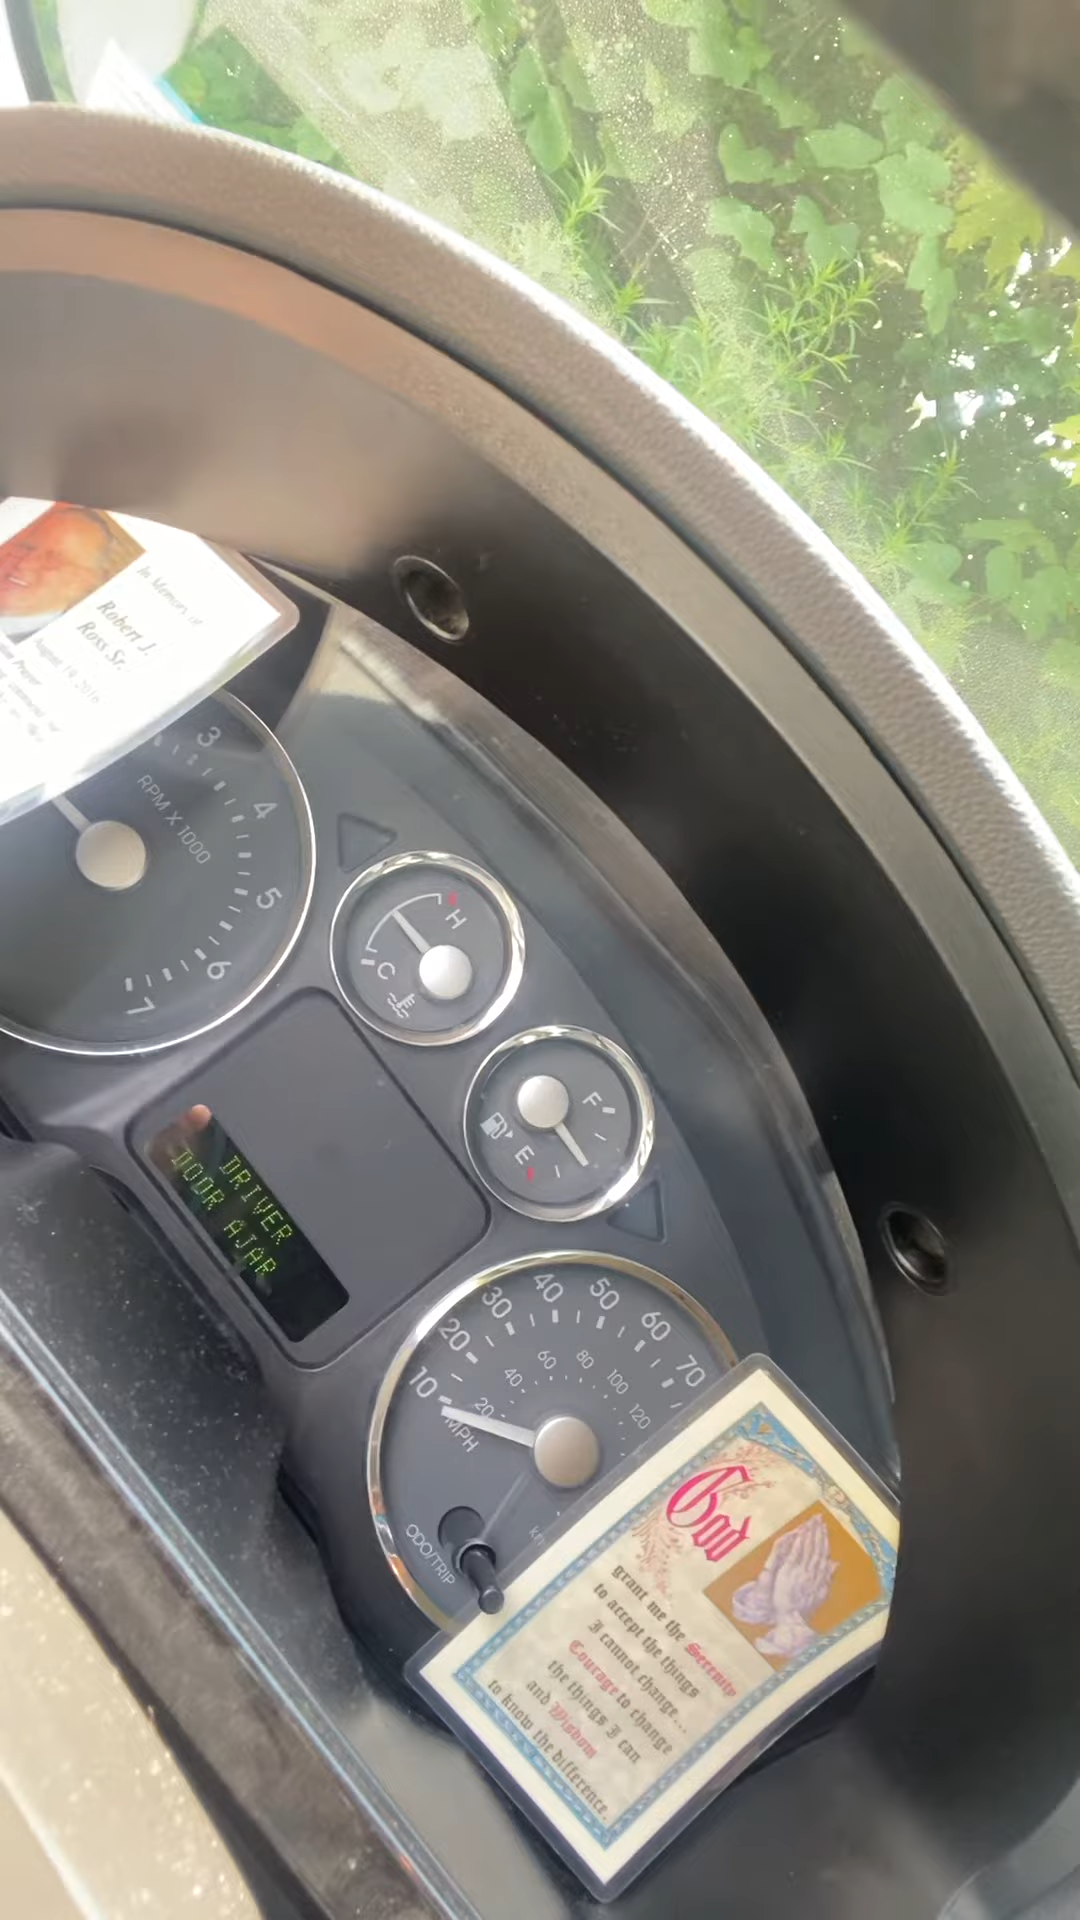 In Memory of
Robert J.
Ross Sr.
August 19, 2016
Prayer
3
4
5
6
7
RPM X 1000
H
C
F
E
DRIVER
DOOR AJAR
10
20
30
40
50
60
70
20
40
60
80
100
120
MPH
ODO/TRIP
God
grant me the Serenity
to accept the things
I cannot change...
Courage to change
the things I can
and Wisdom
to know the difference.